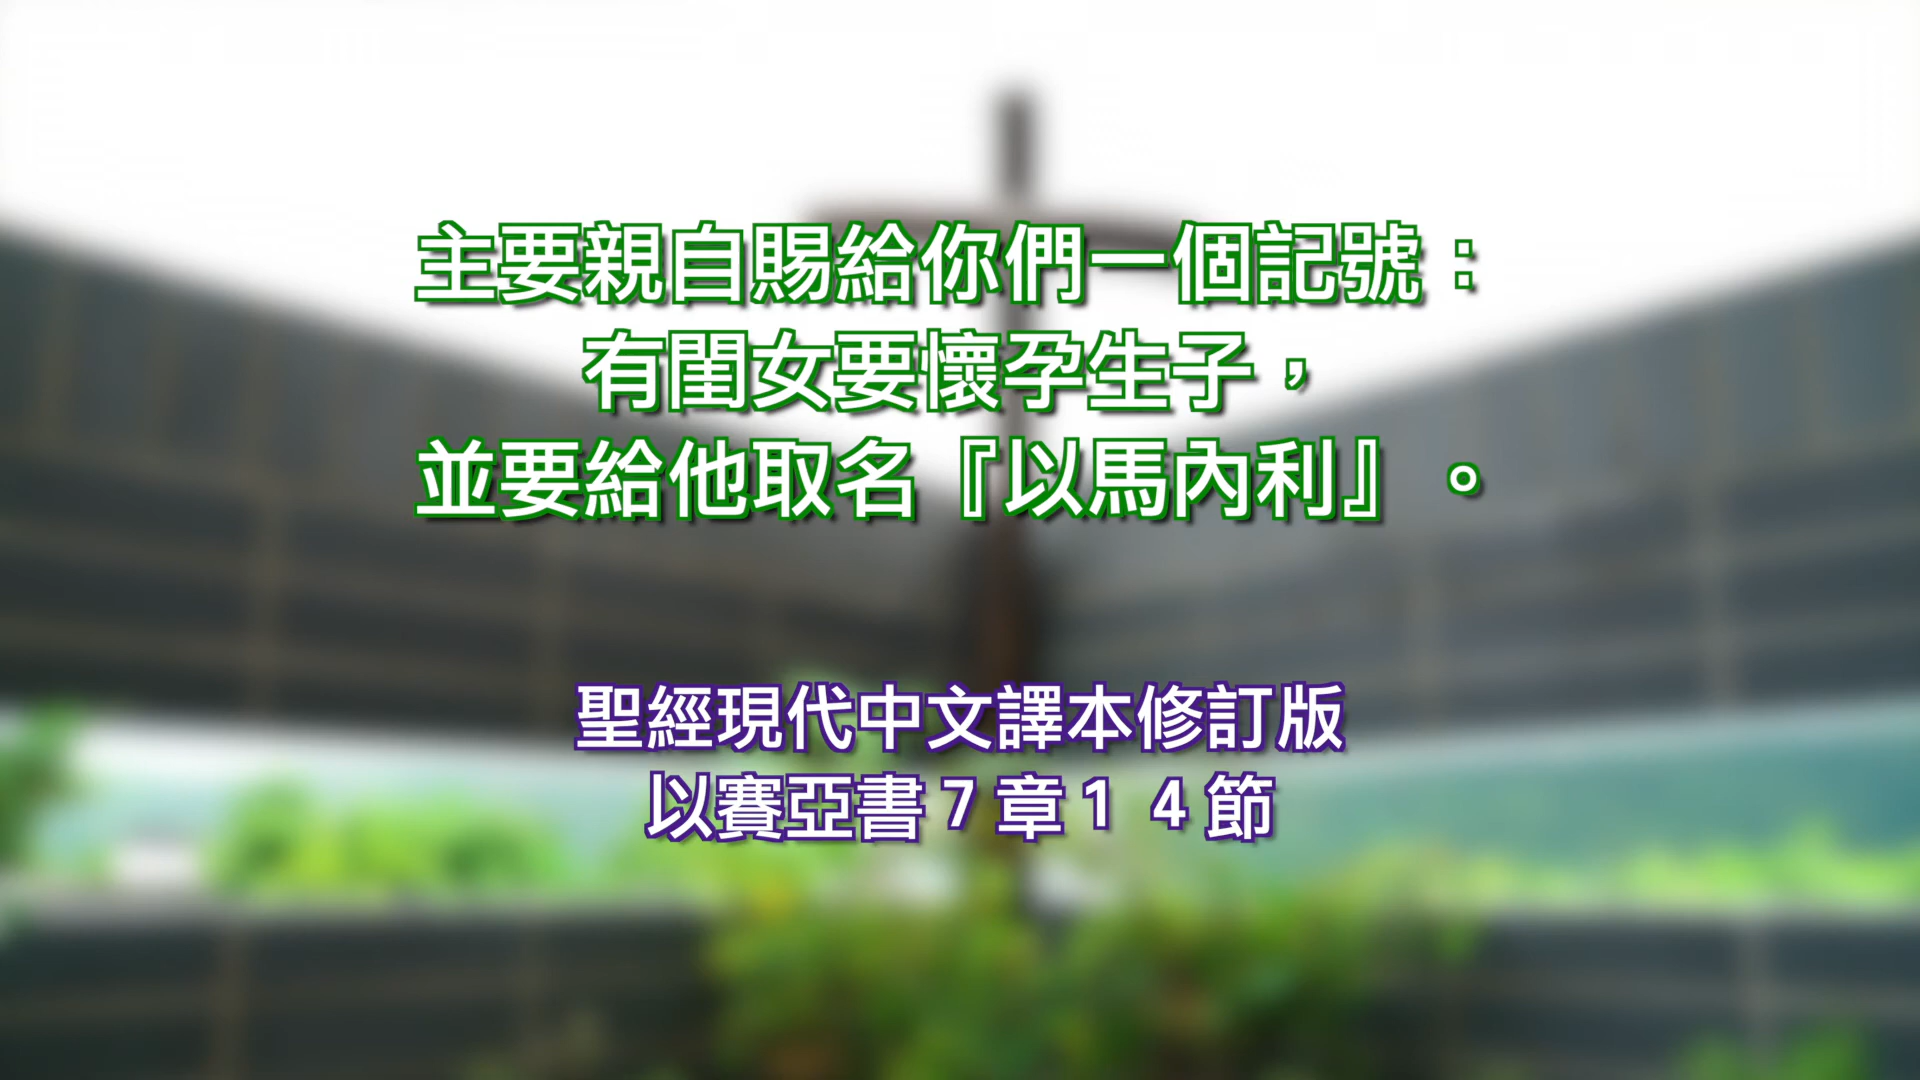 主要親自賜給你們一個記號：
有閨女要懷孕生子，
並要給他取名『以馬內利』。
聖經現代中文譯本修訂版
以賽亞書７章１４節